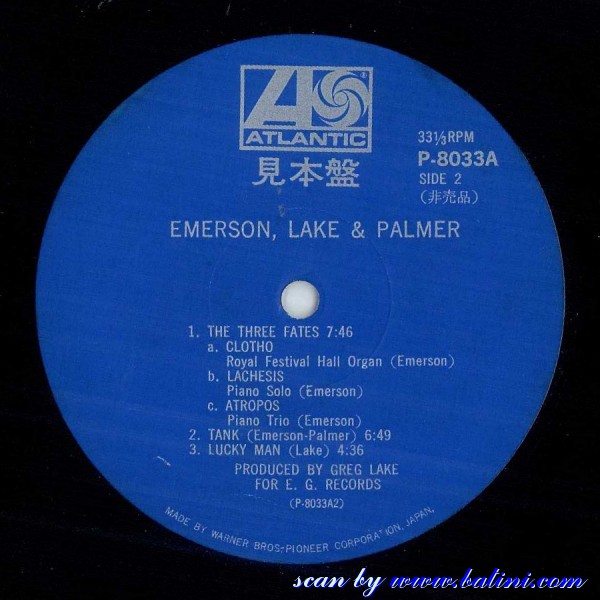 ATLANTIC
見本盤
33⅓RPM
P-8033A
SIDE 2
(非売品)
EMERSON, LAKE & PALMER
1. THE THREE FATES 7:46
a. CLOTHO
Royal Festival Hall Organ (Emerson)
b. LACHESIS
Piano Solo (Emerson)
c. ATROPOS
Piano Trio (Emerson)
2. TANK (Emerson-Palmer) 6:49
3. LUCKY MAN (Lake) 4:36
PRODUCED BY GREG LAKE
FOR E. G. RECORDS
(P-8033A2)
MADE BY WARNER BROS.-PIONEER CORPORATION, JAPAN.
scan by www.batini.com